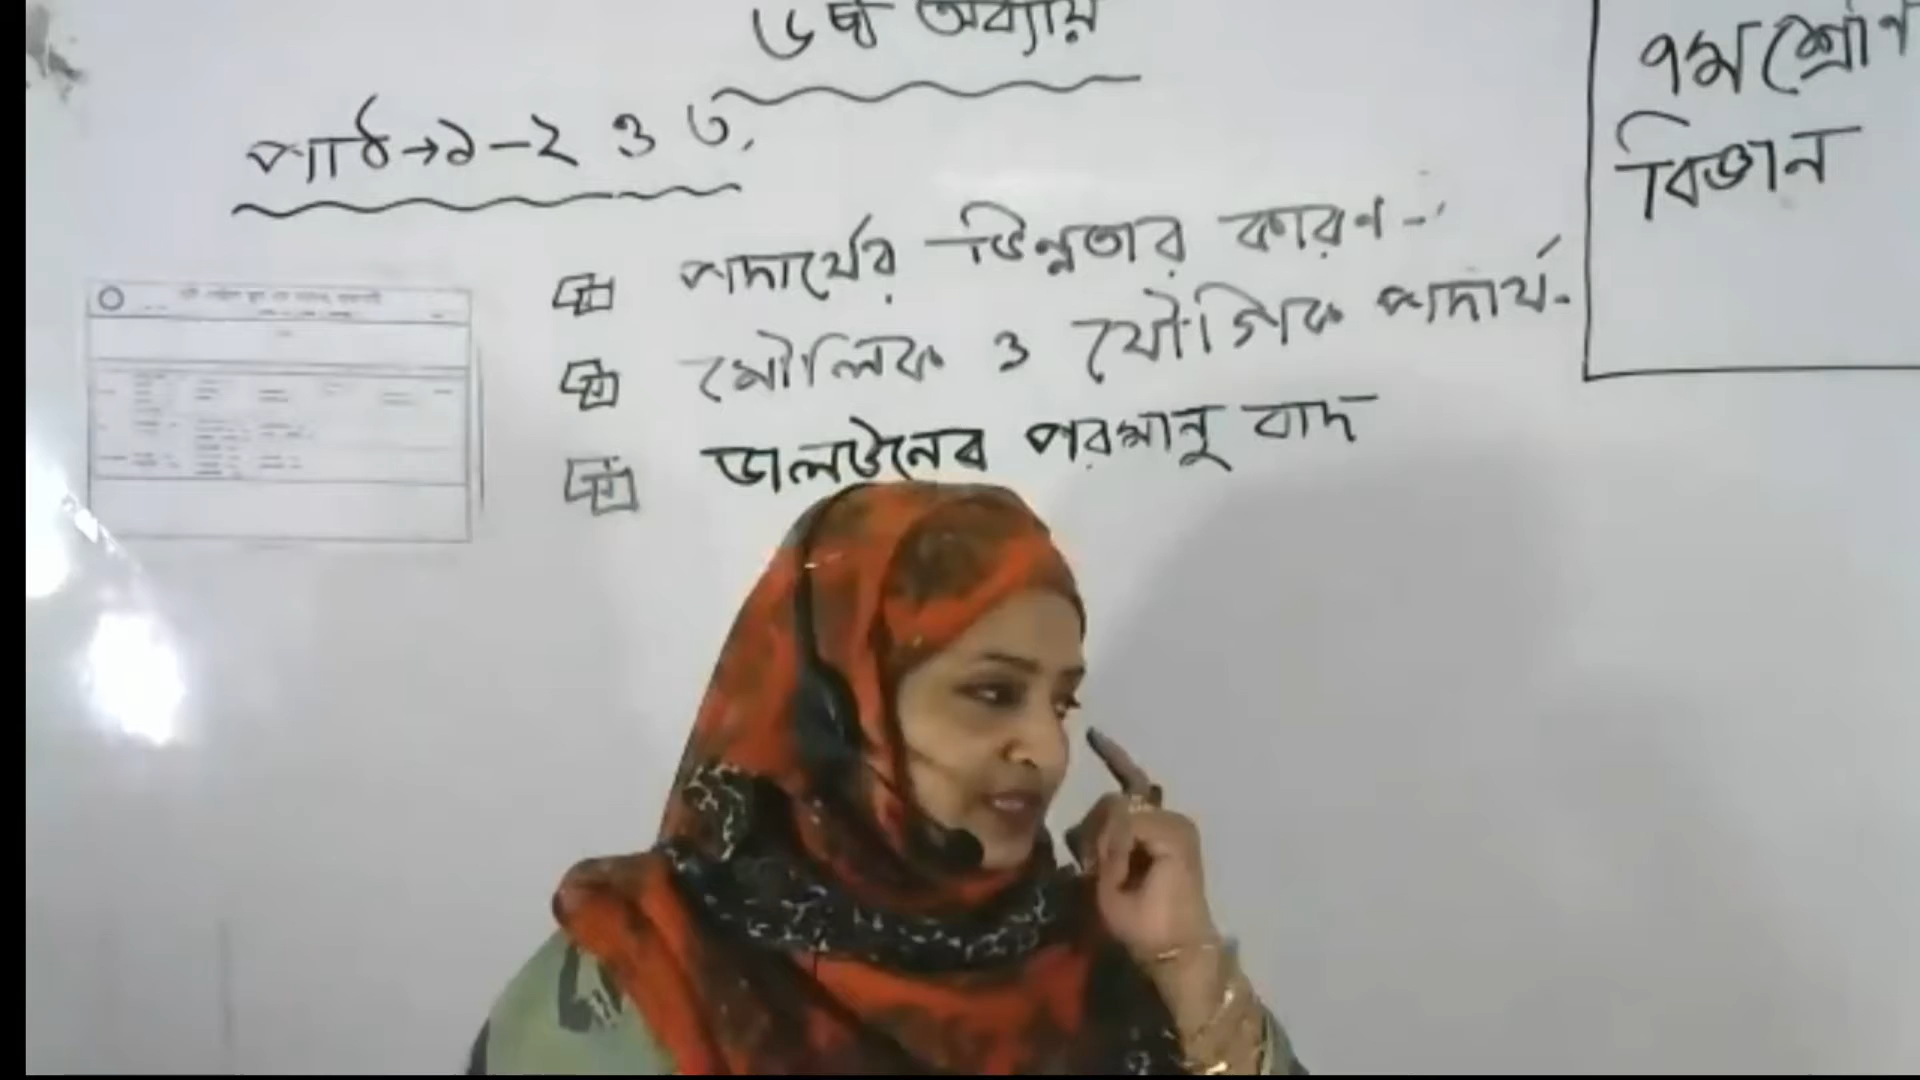 ৬ষ্ঠ অধ্যায়
৭ম শ্রেণি
বিজ্ঞান
পাঠ→১-২ ও ৩.
পদার্থের ভিন্নতার কারণ-
মৌলিক ও যৌগিক পদার্থ.
ডালটনের পরমানু বাদ